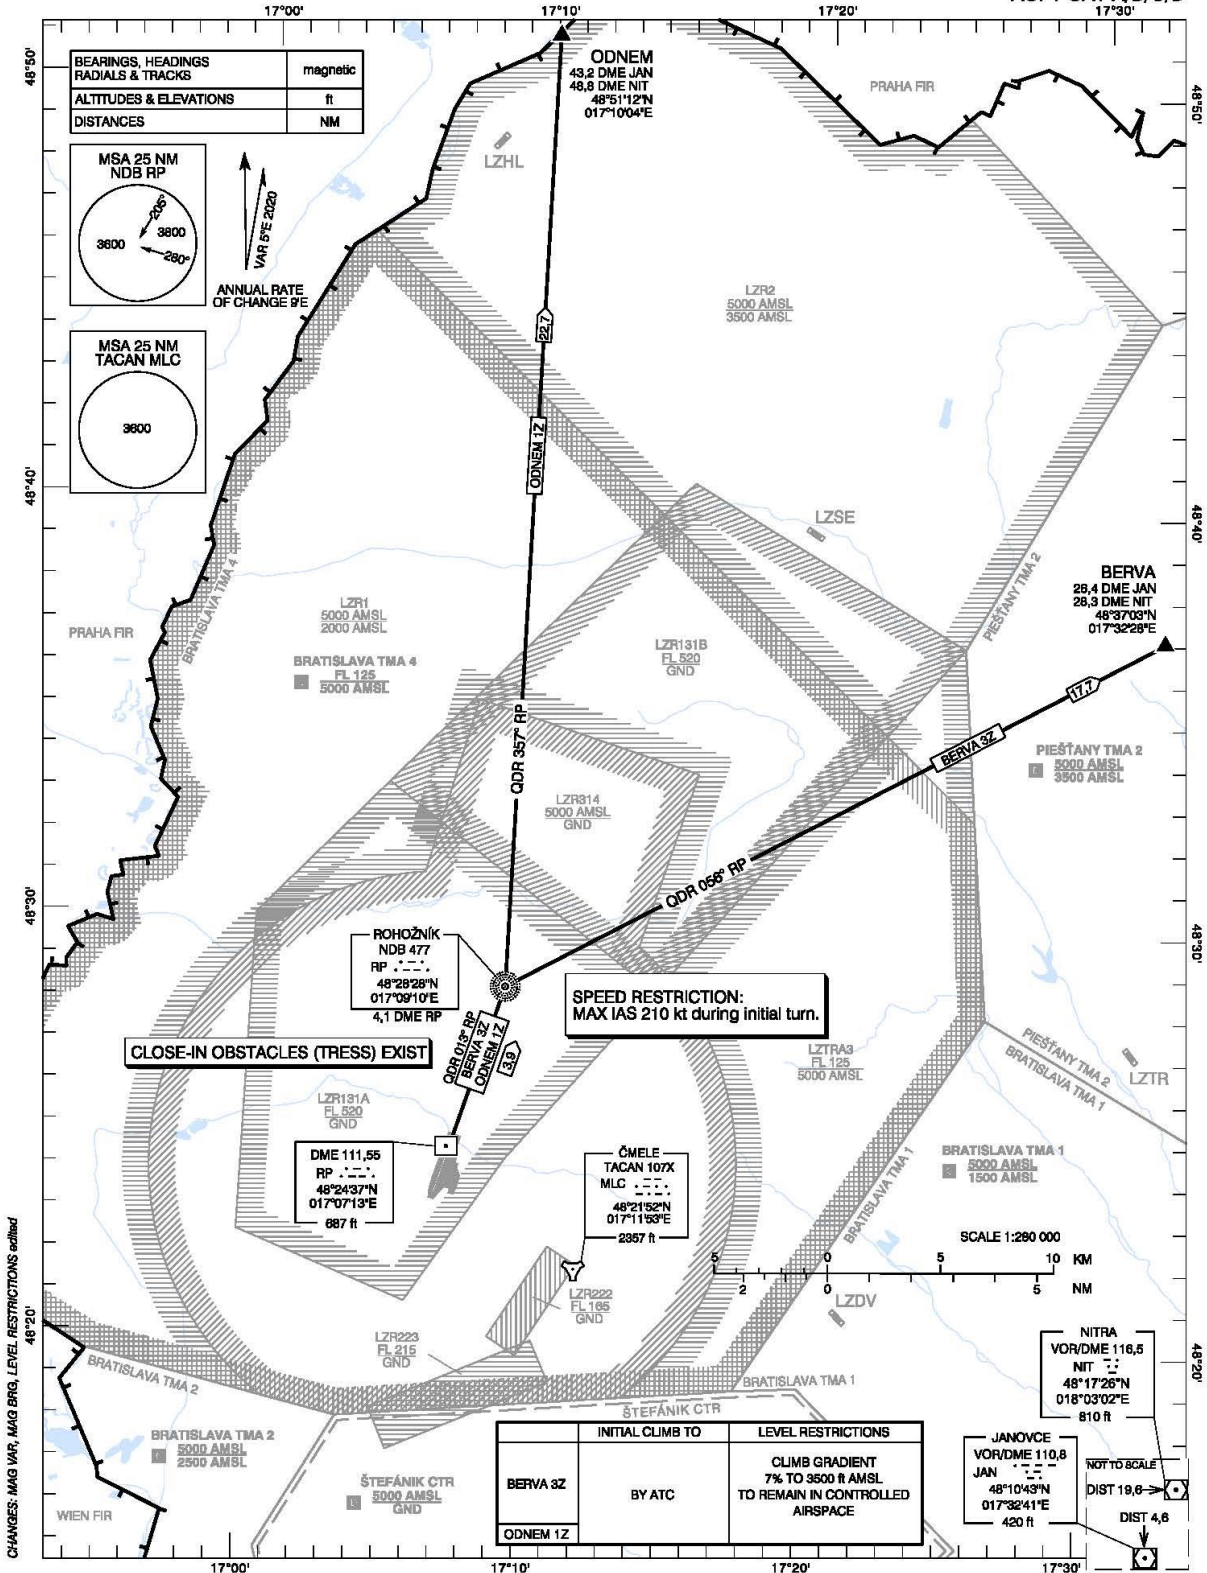 17°00'
17°10'
17°20'
17°30'
48°50'
48°50'
BEARINGS, HEADINGS
RADIALS & TRACKS
magnetic
ALTITUDES & ELEVATIONS
ft
DISTANCES
NM
ODNEM
43,2 DME JAN
48,8 DME NIT
48°51'12"N
017°10'04"E
PRAHA FIR
LZHL
MSA 25 NM
NDB RP
205°
3600
3800
280°
VAR 5°E 2020
ANNUAL RATE
OF CHANGE 9'E
LZR2
5000 AMSL
3500 AMSL
MSA 25 NM
TACAN MLC
3600
22,7
ODNEM 1Z
48°40'
48°40'
LZSE
PIEŠŤANY TMA 2
BERVA
26,4 DME JAN
26,3 DME NIT
48°37'03"N
017°32'28"E
BRATISLAVA TMA 4
PRAHA FIR
LZR1
5000 AMSL
2000 AMSL
BRATISLAVA TMA 4
FL 125
5000 AMSL
LZR131B
FL 520
GND
17,7
BERVA 3Z
QDR 357° RP
PIEŠŤANY TMA 2
5000 AMSL
3500 AMSL
LZR314
5000 AMSL
GND
QDR 056° RP
48°30'
48°30'
ROHOŽNÍK
NDB 477
RP
48°28'28"N
017°09'10"E
4,1 DME RP
SPEED RESTRICTION:
MAX IAS 210 kt during initial turn.
CLOSE-IN OBSTACLES (TRESS) EXIST
QDR 013° RP
BERVA 3Z
ODNEM 1Z
3,9
LZTRA3
FL 125
5000 AMSL
PIEŠŤANY TMA 2
BRATISLAVA TMA 1
LZTR
LZR131A
FL 520
GND
DME 111,55
RP
48°24'37"N
017°07'13"E
687 ft
ČMELE
TACAN 107X
MLC
48°21'52"N
017°11'53"E
2357 ft
BRATISLAVA TMA 1
BRATISLAVA TMA 1
5000 AMSL
1500 AMSL
SCALE 1:280 000
5 0 5 10 KM
2 0 5 NM
LZR222
FL 165
GND
LZDV
48°20'
48°20'
LZR223
FL 215
GND
BRATISLAVA TMA 2
BRATISLAVA TMA 1
ŠTEFÁNIK CTR
NITRA
VOR/DME 116,5
NIT
48°17'26"N
018°03'02"E
810 ft
BRATISLAVA TMA 2
5000 AMSL
2500 AMSL
ŠTEFÁNIK CTR
5000 AMSL
GND
WIEN FIR
INITIAL CLIMB TO
LEVEL RESTRICTIONS
BERVA 3Z
BY ATC
CLIMB GRADIENT
7% TO 3500 ft AMSL
TO REMAIN IN CONTROLLED
AIRSPACE
ODNEM 1Z
JANOVCE
VOR/DME 110,8
JAN
48°10'43"N
017°32'41"E
420 ft
NOT TO SCALE
DIST 19,6
DIST 4,6
17°00'
17°10'
17°20'
17°30'
CHANGES: MAG VAR, MAG BRG, LEVEL RESTRICTIONS edited